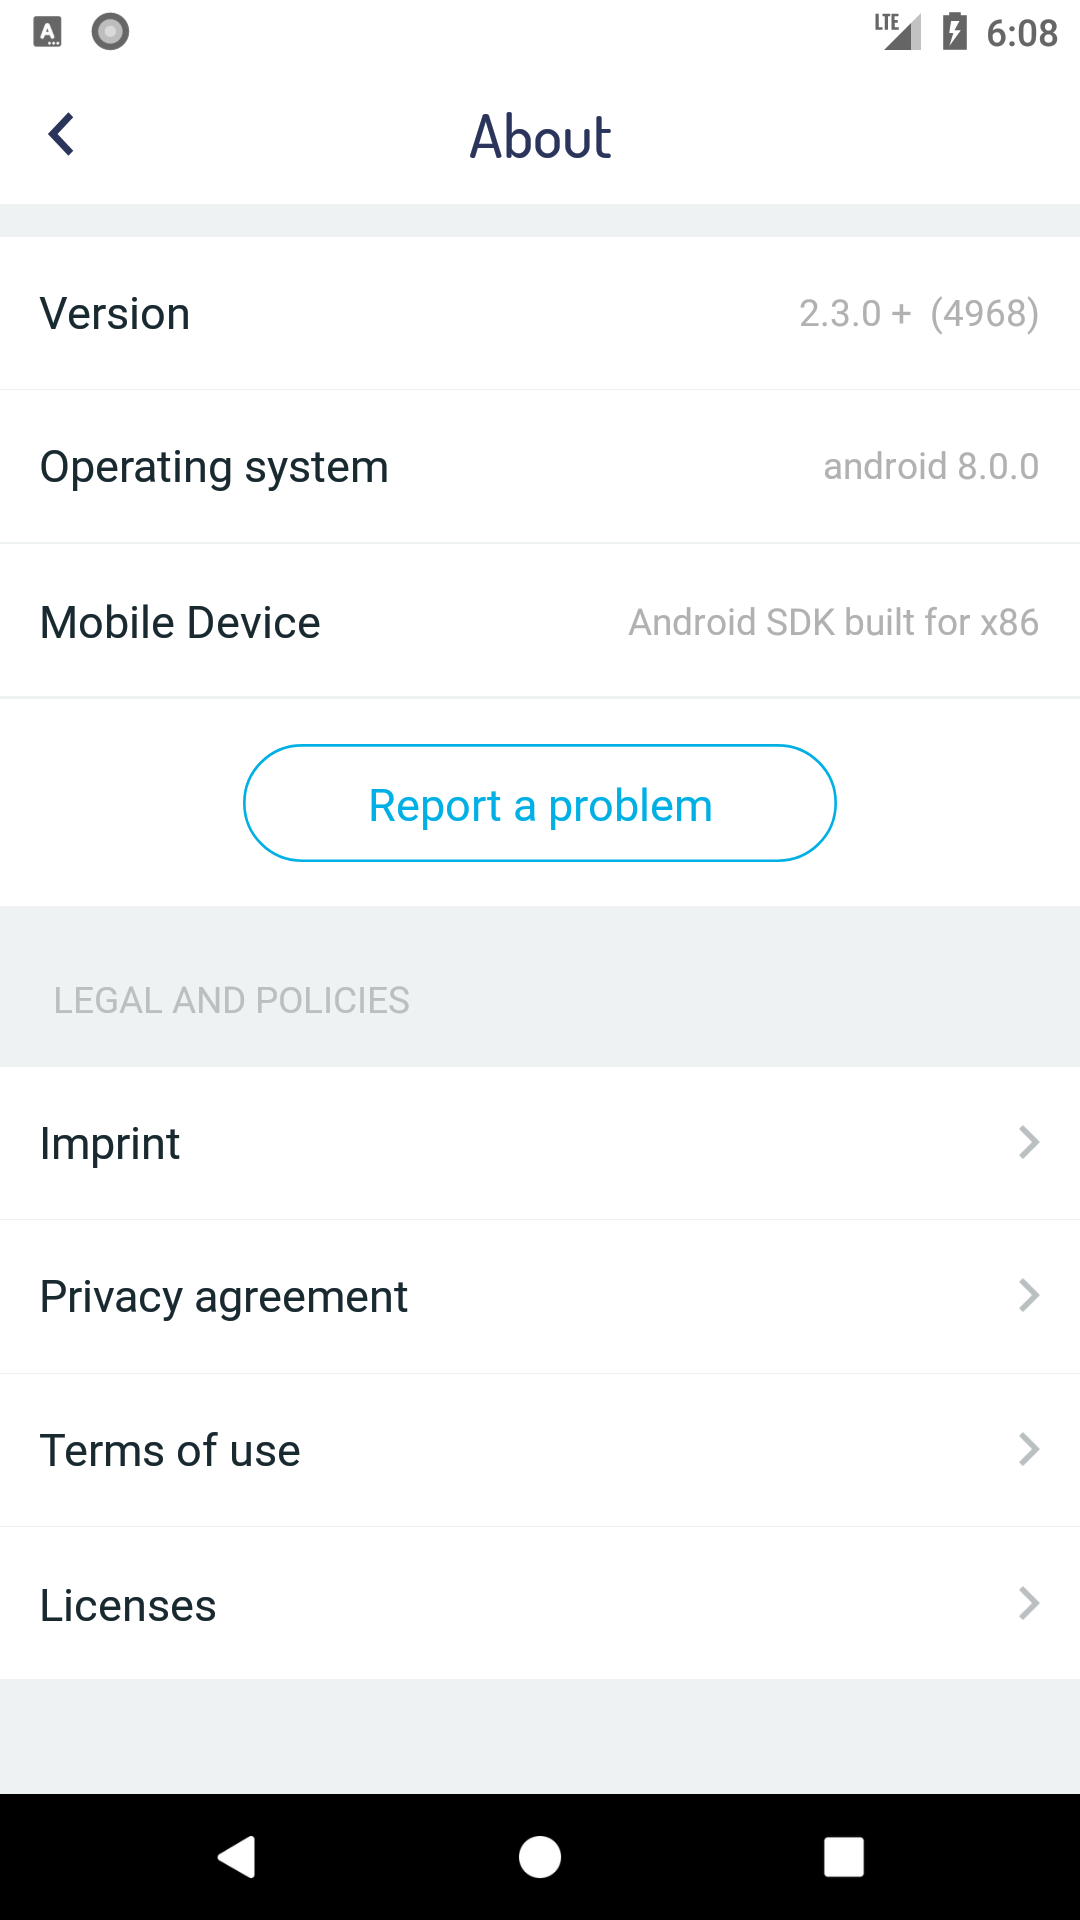 LTE 6:08
About
Version 2.3.0 + (4968)
Operating system android 8.0.0
Mobile Device Android SDK built for x86
Report a problem
LEGAL AND POLICIES
Imprint
Privacy agreement
Terms of use
Licenses